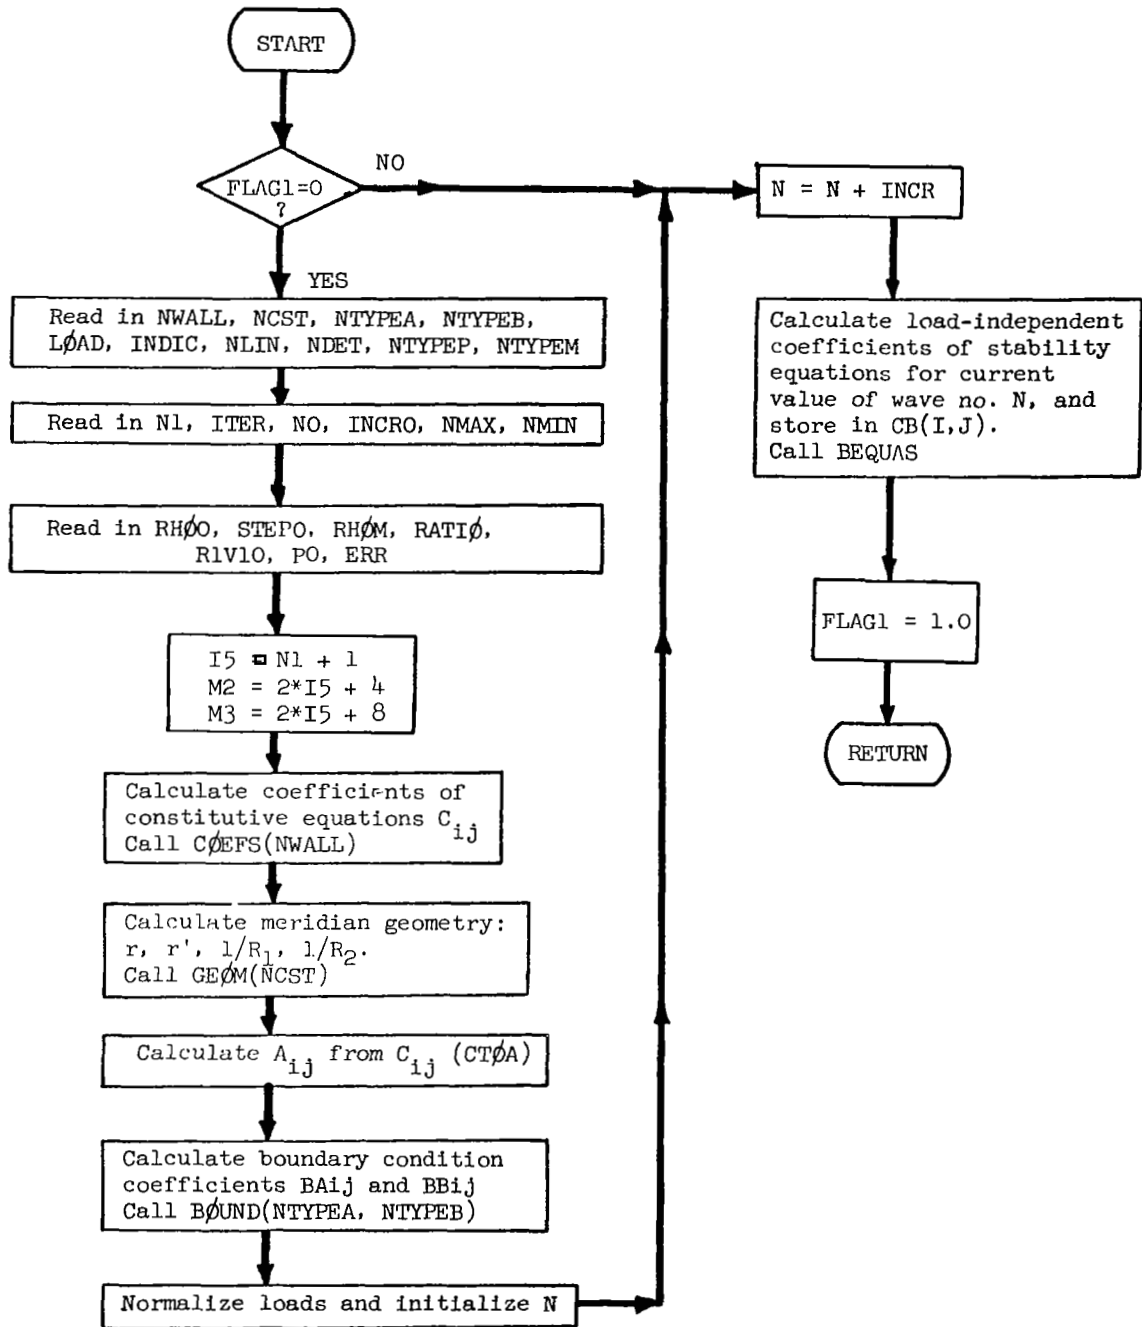 START
FLAG1=0
?
NO
YES
Read in NWALL, NCST, NTYPEA, NTYPEB,
LØAD, INDIC, NLIN, NDET, NTYPEP, NTYPEM
Read in N1, ITER, NO, INCRO, NMAX, NMIN
Read in RHØO, STEPO, RHØM, RATIØ,
R1V1O, PO, ERR
I5 = N1 + 1
M2 = 2*I5 + 4
M3 = 2*I5 + 8
Calculate coefficients of
constitutive equations Cij
Call CØEFS(NWALL)
Calculate meridian geometry:
r, r', 1/R1, 1/R2.
Call GEØM(NCST)
Calculate Aij from Cij (CTØA)
Calculate boundary condition
coefficients BAij and BBij
Call BØUND(NTYPEA, NTYPEB)
Normalize loads and initialize N
N = N + INCR
Calculate load-independent
coefficients of stability
equations for current
value of wave no. N, and
store in CB(I,J).
Call BEQUAS
FLAG1 = 1.0
RETURN